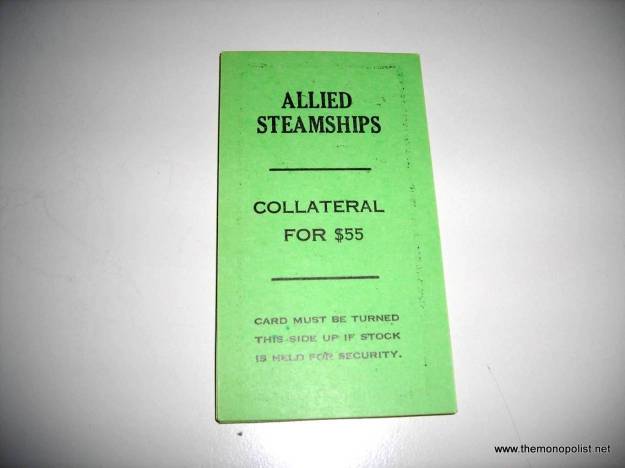 ALLIED
STEAMSHIPS
COLLATERAL
FOR $55
CARD MUST BE TURNED
THIS SIDE UP IF STOCK
IS HELD FOR SECURITY.
www.themonopolist.net